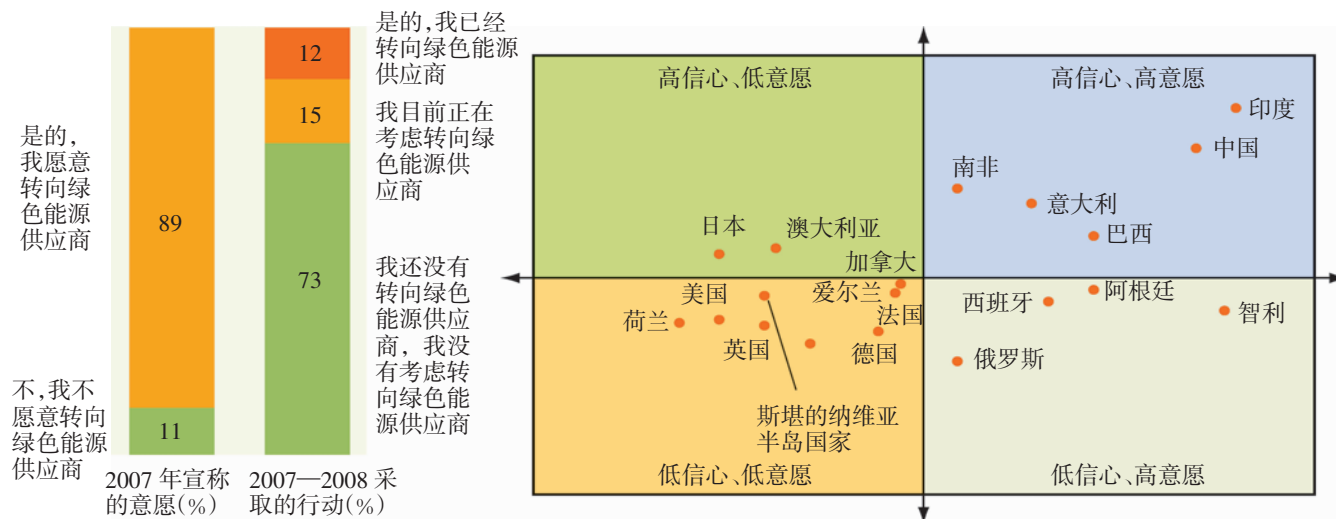 是的,
我愿意
转向绿
色能源
供应商
89
不,我不
愿意转向
绿色能源
供应商
11
2007 年宣称
的意愿(%)
是的,我已经
转向绿色能源
供应商
12
我目前正在
考虑转向绿
色能源供
应商
15
我还没有
转向绿色
能源供应
商，我没
有考虑转
向绿色能
源供应商
73
2007—2008 采
取的行动(%)
高信心、低意愿
日本
澳大利亚
高信心、高意愿
印度
中国
南非
意大利
巴西
加拿大
美国
爱尔兰
荷兰
法国
英国
德国
斯堪的纳维亚
半岛国家
低信心、低意愿
西班牙
阿根廷
智利
俄罗斯
低信心、高意愿